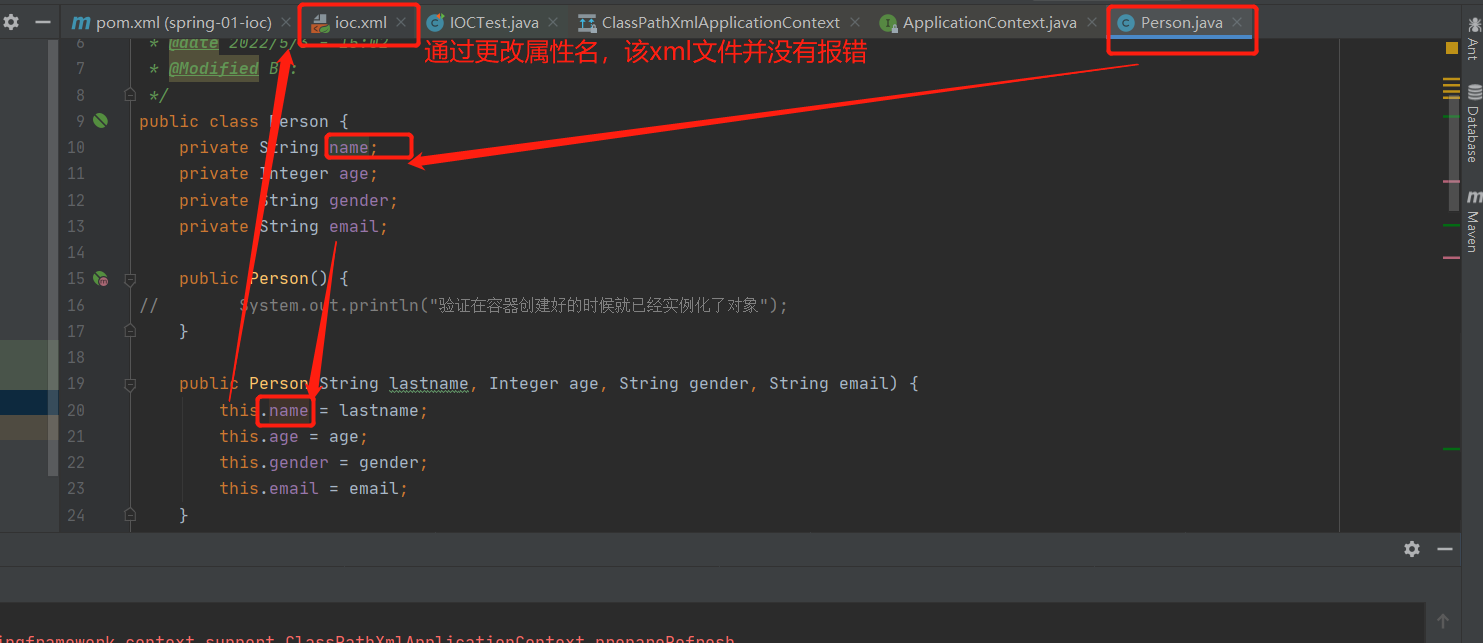 pom.xml (spring-01-ioc)
ioc.xml
IOCTest.java
ClassPathXmlApplicationContext
ApplicationContext.java
Person.java
通过更改属性名，该xml文件并没有报错
6 * @date 2022/5/
7 * @Modified B
8 */
9 public class Person {
10 private String name;
11 private Integer age;
12 private String gender;
13 private String email;
14
15 public Person() {
16 // System.out.println("验证在容器创建好的时候就已经实例化了对象");
17 }
18
19 public Person(String lastname, Integer age, String gender, String email) {
20 this.name = lastname;
21 this.age = age;
22 this.gender = gender;
23 this.email = email;
24 }
Ant
Database
Maven
ingframework.context.support.ClassPathXmlApplicationContext prepareRefresh